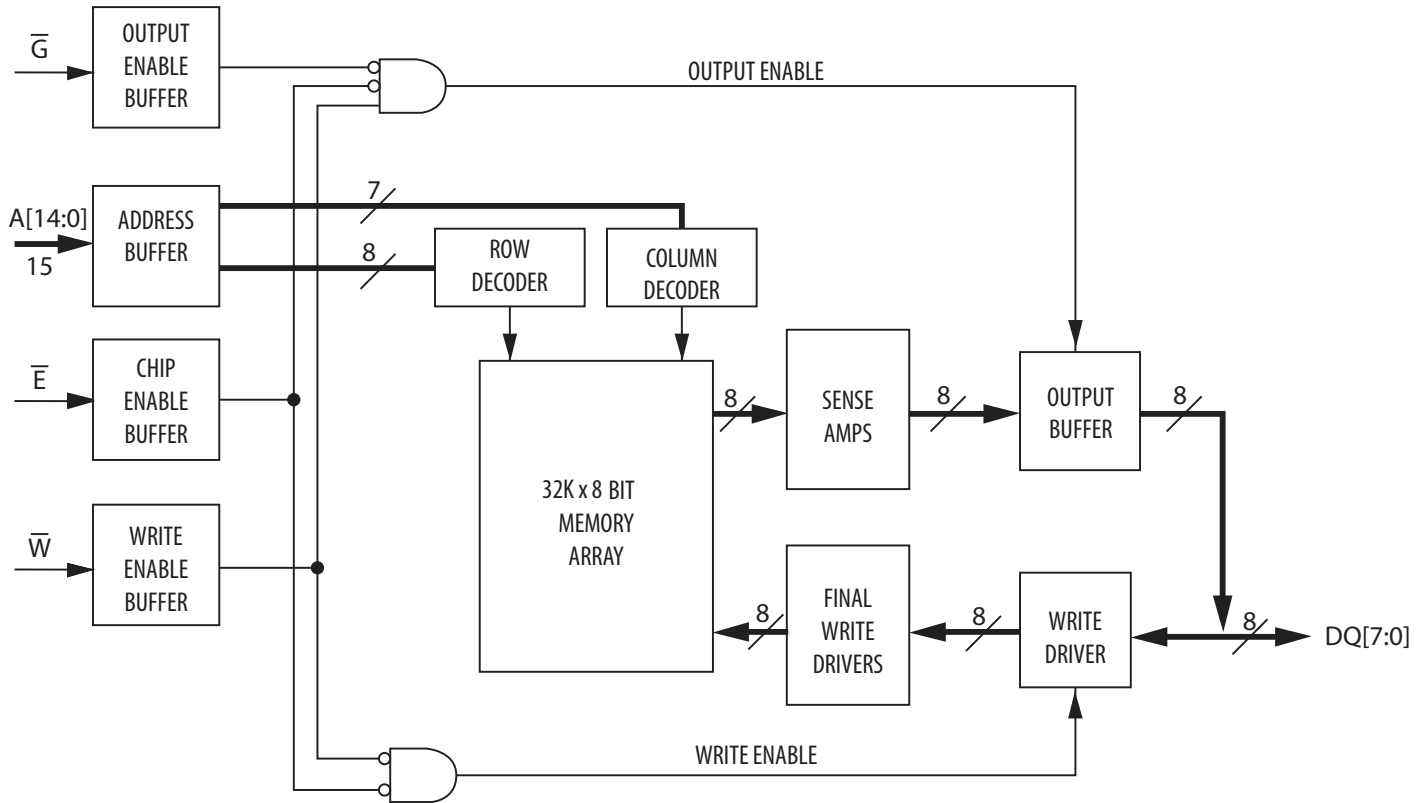 G̅
OUTPUT
ENABLE
BUFFER
OUTPUT ENABLE
A[14:0]
15
ADDRESS
BUFFER
7
8
ROW
DECODER
COLUMN
DECODER
E̅
CHIP
ENABLE
BUFFER
32K x 8 BIT
MEMORY
ARRAY
8
SENSE
AMPS
8
OUTPUT
BUFFER
8
W̅
WRITE
ENABLE
BUFFER
8
FINAL
WRITE
DRIVERS
8
WRITE
DRIVER
8
DQ[7:0]
WRITE ENABLE